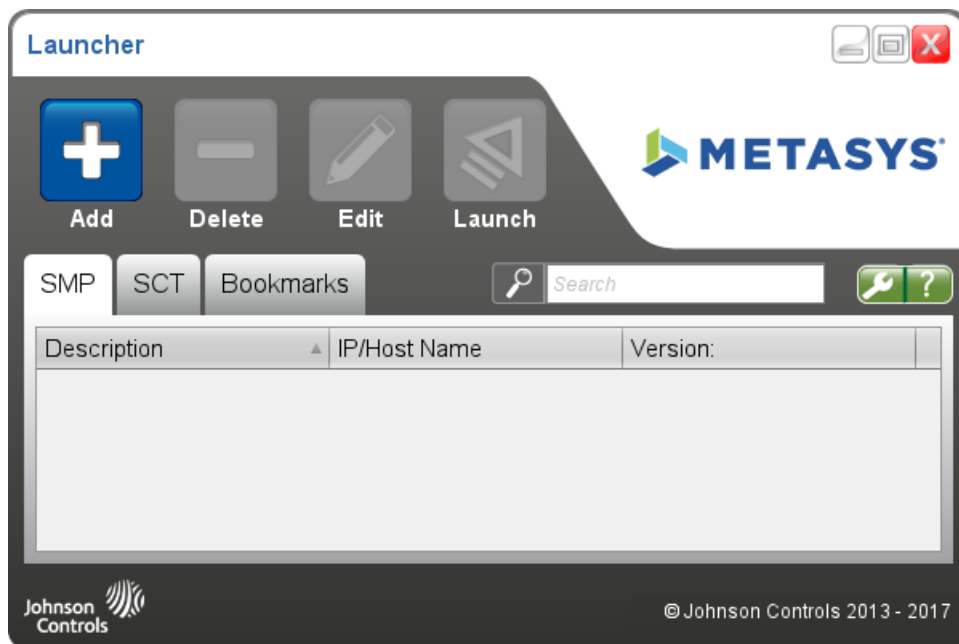 Launcher
METASYS®
Add Delete Edit Launch
SMP SCT Bookmarks Search ?
Description IP/Host Name Version:
Johnson
Controls
© Johnson Controls 2013 - 2017